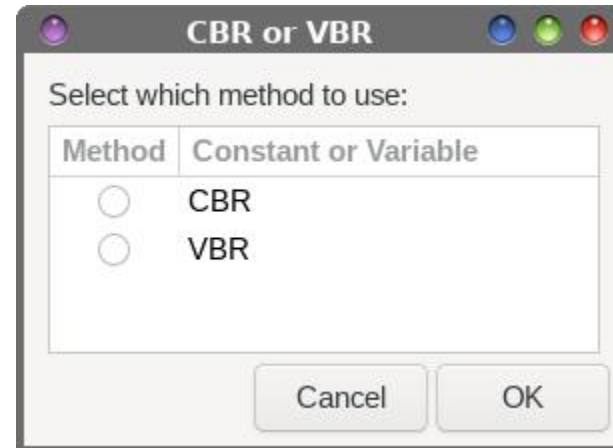 CBR or VBR
Select which method to use:
Method Constant or Variable
CBR
VBR
Cancel OK